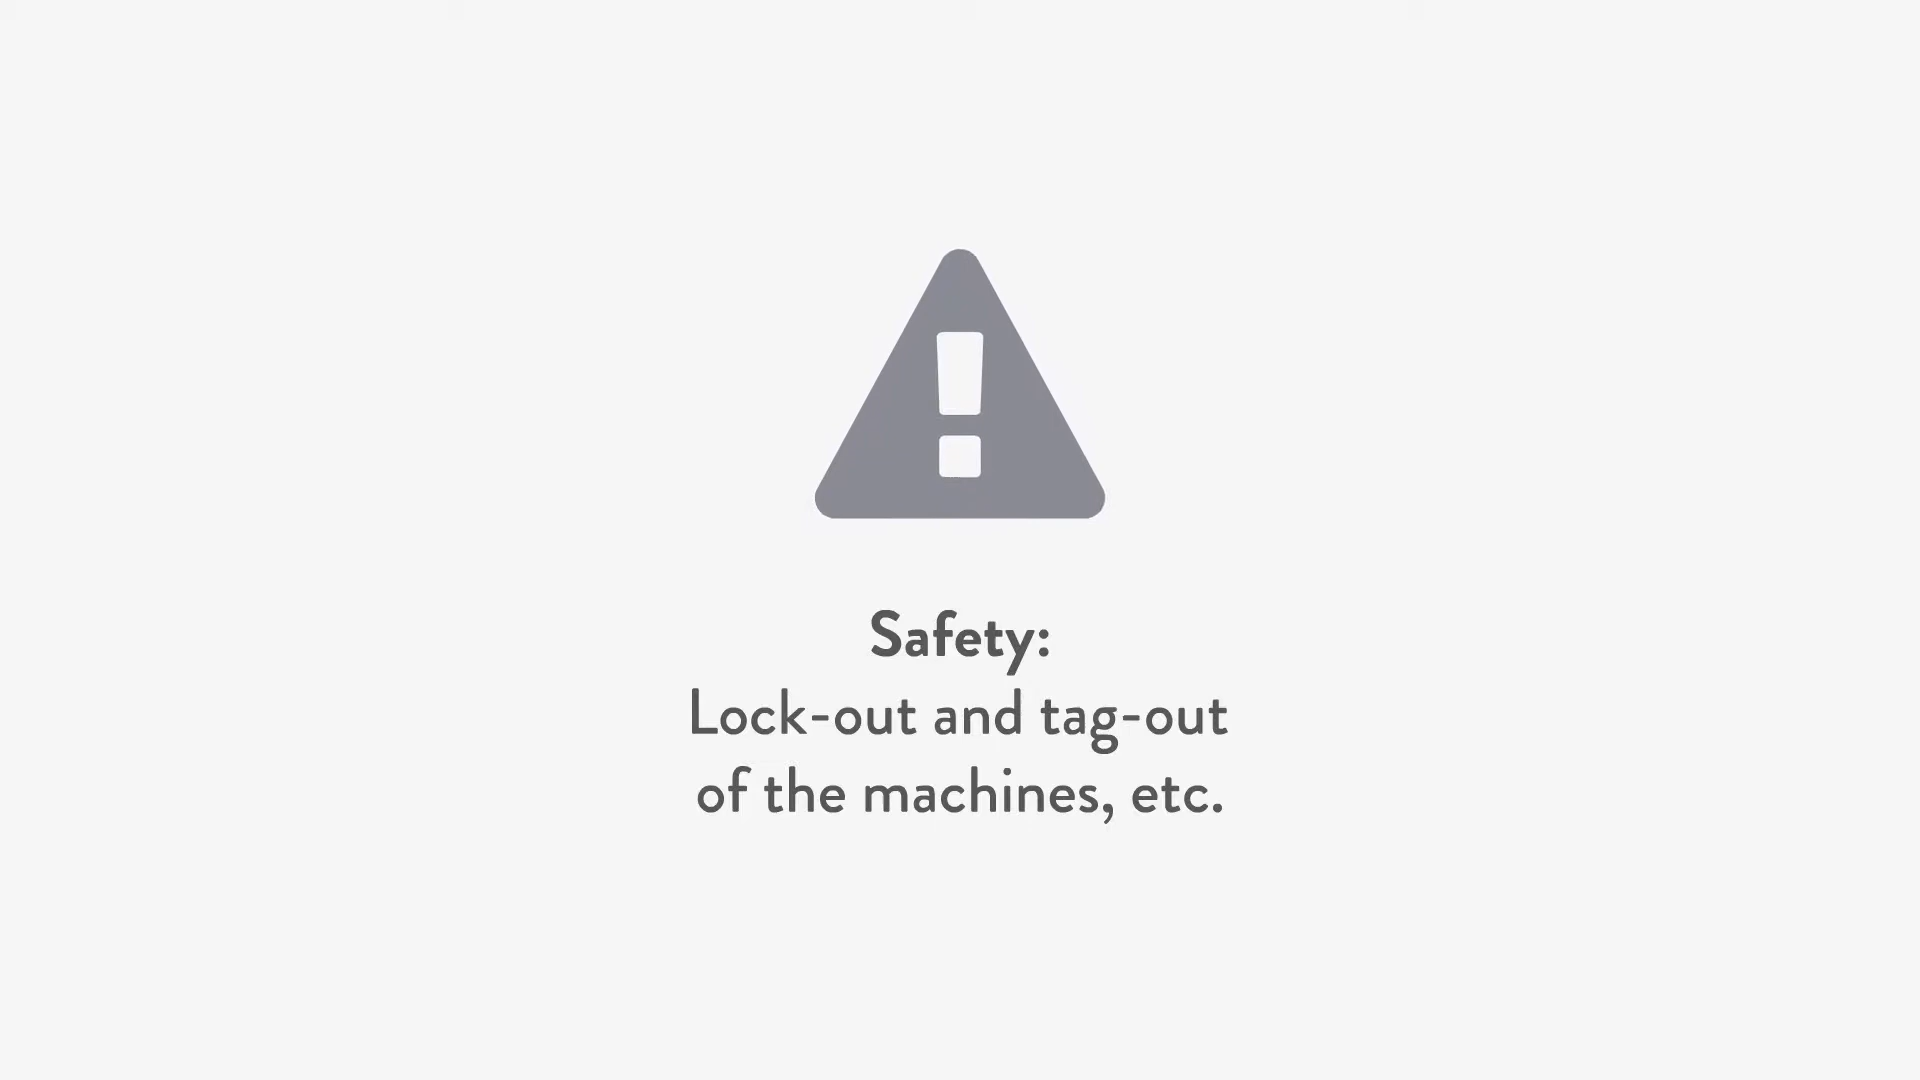 Safety:
Lock-out and tag-out
of the machines, etc.